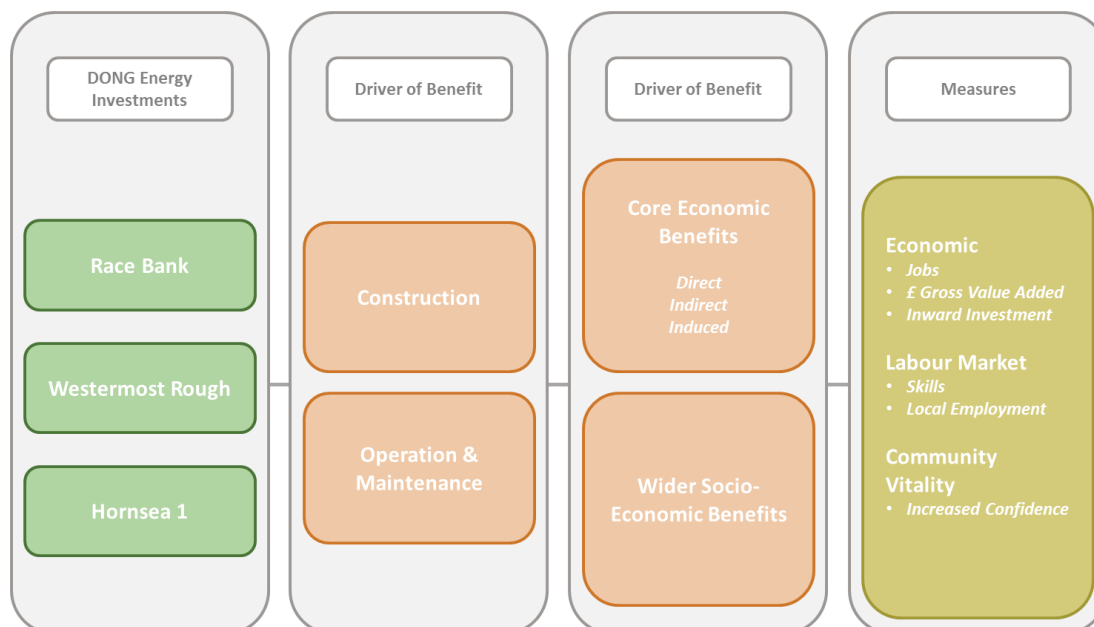 DONG Energy
Investments
Race Bank
Westermost Rough
Hornsea 1
Driver of Benefit
Construction
Operation &
Maintenance
Driver of Benefit
Core Economic
Benefits
Direct
Indirect
Induced
Wider Socio-
Economic Benefits
Measures
Economic
• Jobs
• £ Gross Value Added
• Inward Investment
Labour Market
• Skills
• Local Employment
Community
Vitality
• Increased Confidence